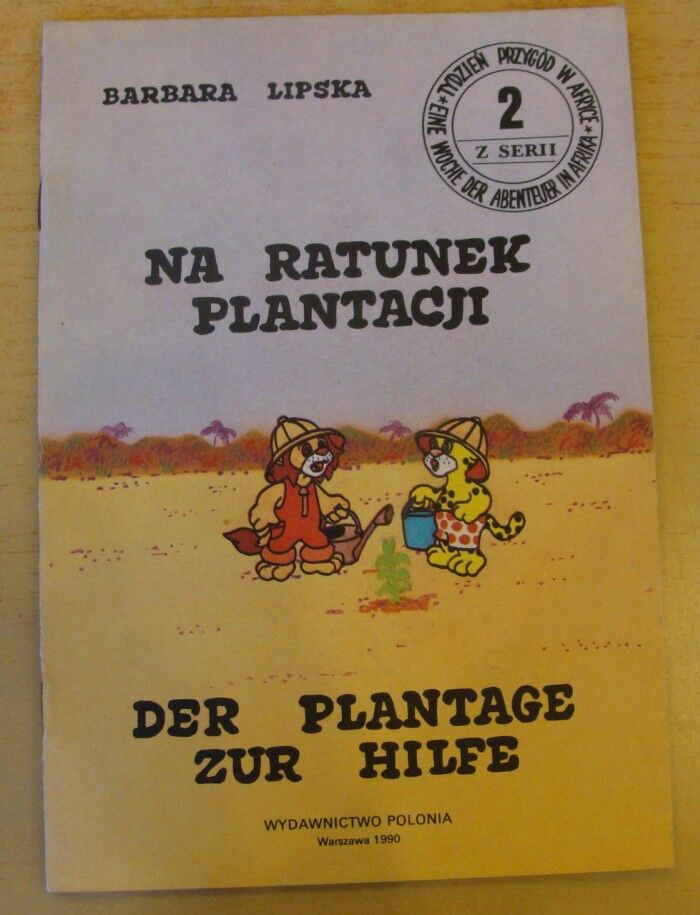 BARBARA LIPSKA
TYDZIEŃ PRZYGÓD W AFRYCE
2
Z SERII
EINE WOCHE DER ABENTEUER IN AFRIKA
NA RATUNEK
PLANTACJI
DER PLANTAGE
ZUR HILFE
WYDAWNICTWO POLONIA
Warszawa 1990